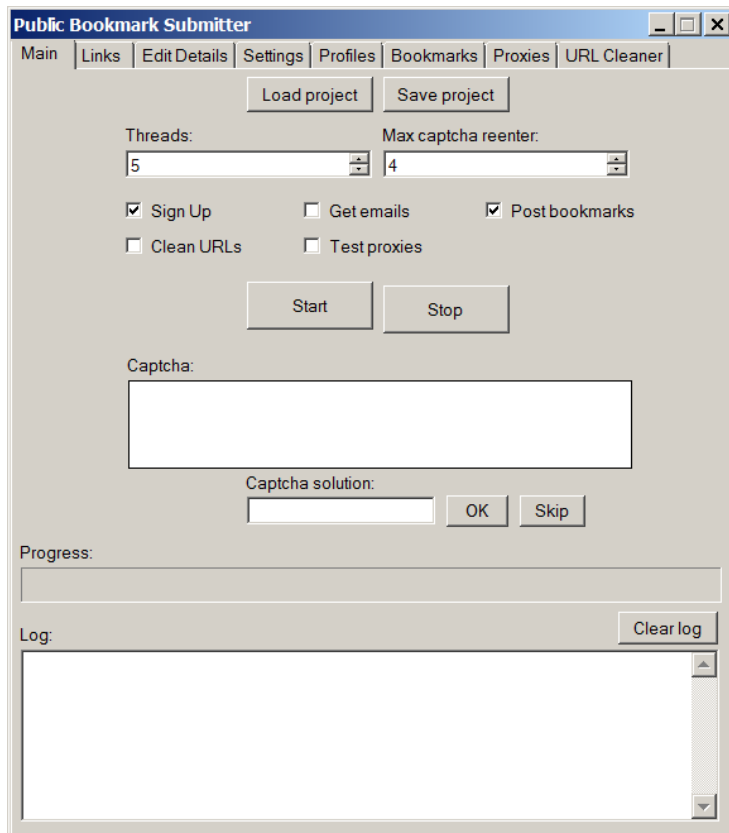 Public Bookmark Submitter
Main Links Edit Details Settings Profiles Bookmarks Proxies URL Cleaner
Load project Save project
Threads: Max captcha reenter:
5 4
Sign Up Get emails Post bookmarks
Clean URLs Test proxies
Start Stop
Captcha:
Captcha solution:
OK Skip
Progress:
Clear log
Log: